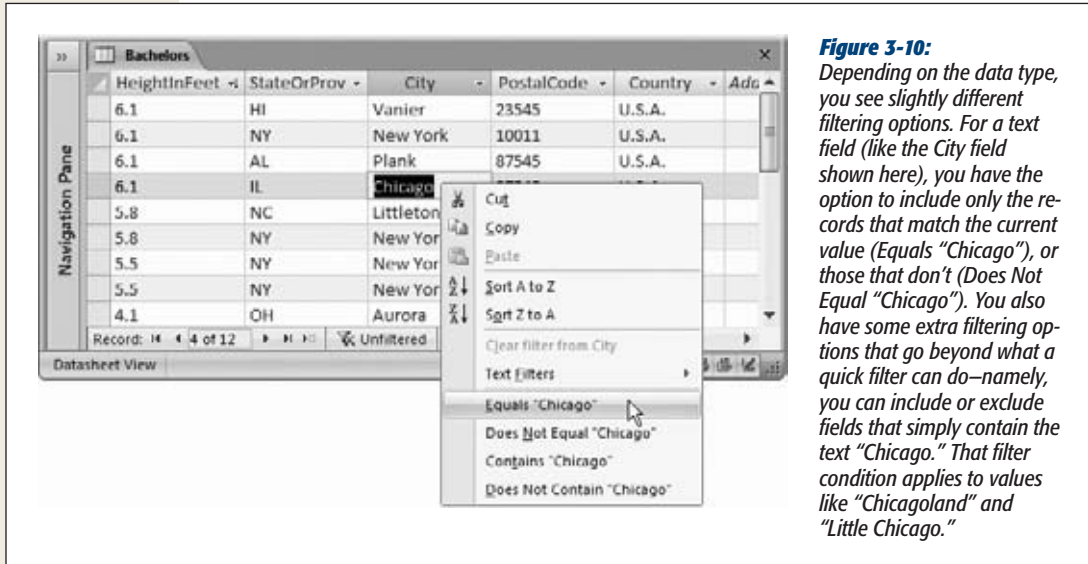 »
Bachelors
×
HeightInFeet StateOrProv City PostalCode Country Add
6.1 HI Vanier 23545 U.S.A.
6.1 NY New York 10011 U.S.A.
6.1 AL Plank 87545 U.S.A.
6.1 IL Chicago
5.8 NC Littleton
5.8 NY New Yor
5.5 NY New Yor
5.5 NY New Yor
4.1 OH Aurora
Navigation Pane
Record: 4 of 12 Unfiltered
Datasheet View
Cut
Copy
Paste
Sort A to Z
Sort Z to A
Clear filter from City
Text Filters
Equals "Chicago"
Does Not Equal "Chicago"
Contains "Chicago"
Does Not Contain "Chicago"
Figure 3-10:
Depending on the data type,
you see slightly different
filtering options. For a text
field (like the City field
shown here), you have the
option to include only the re-
cords that match the current
value (Equals “Chicago”), or
those that don’t (Does Not
Equal “Chicago”). You also
have some extra filtering op-
tions that go beyond what a
quick filter can do—namely,
you can include or exclude
fields that simply contain the
text “Chicago.” That filter
condition applies to values
like “Chicagoland” and
“Little Chicago.”